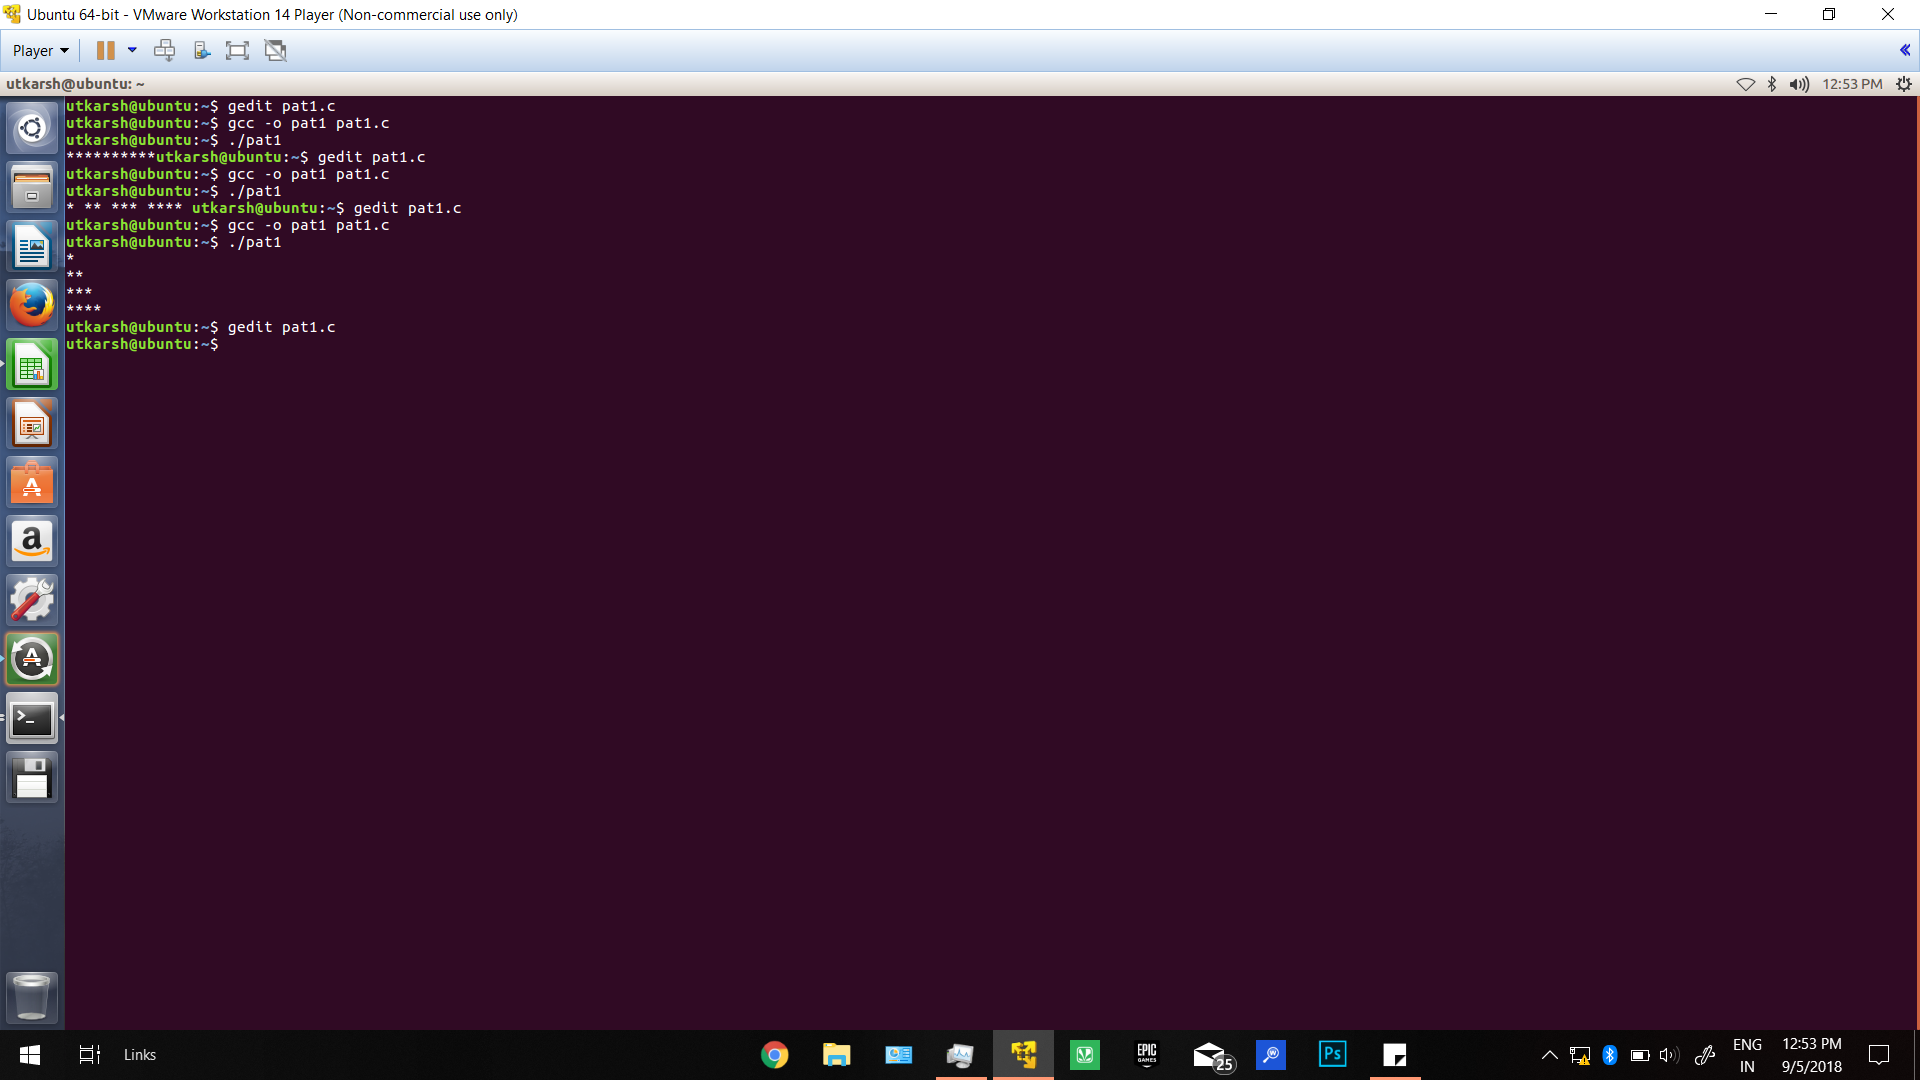 Ubuntu 64-bit - VMware Workstation 14 Player (Non-commercial use only)
Player
utkarsh@ubuntu: ~
12:53 PM
utkarsh@ubuntu:~$ gedit pat1.c
utkarsh@ubuntu:~$ gcc -o pat1 pat1.c
utkarsh@ubuntu:~$ ./pat1
**********utkarsh@ubuntu:~$ gedit pat1.c
utkarsh@ubuntu:~$ gcc -o pat1 pat1.c
utkarsh@ubuntu:~$ ./pat1
* ** *** **** utkarsh@ubuntu:~$ gedit pat1.c
utkarsh@ubuntu:~$ gcc -o pat1 pat1.c
utkarsh@ubuntu:~$ ./pat1
*
**
***
****
utkarsh@ubuntu:~$ gedit pat1.c
utkarsh@ubuntu:~$
Links
EPIC
GAMES
25
Ps
ENG
IN
12:53 PM
9/5/2018